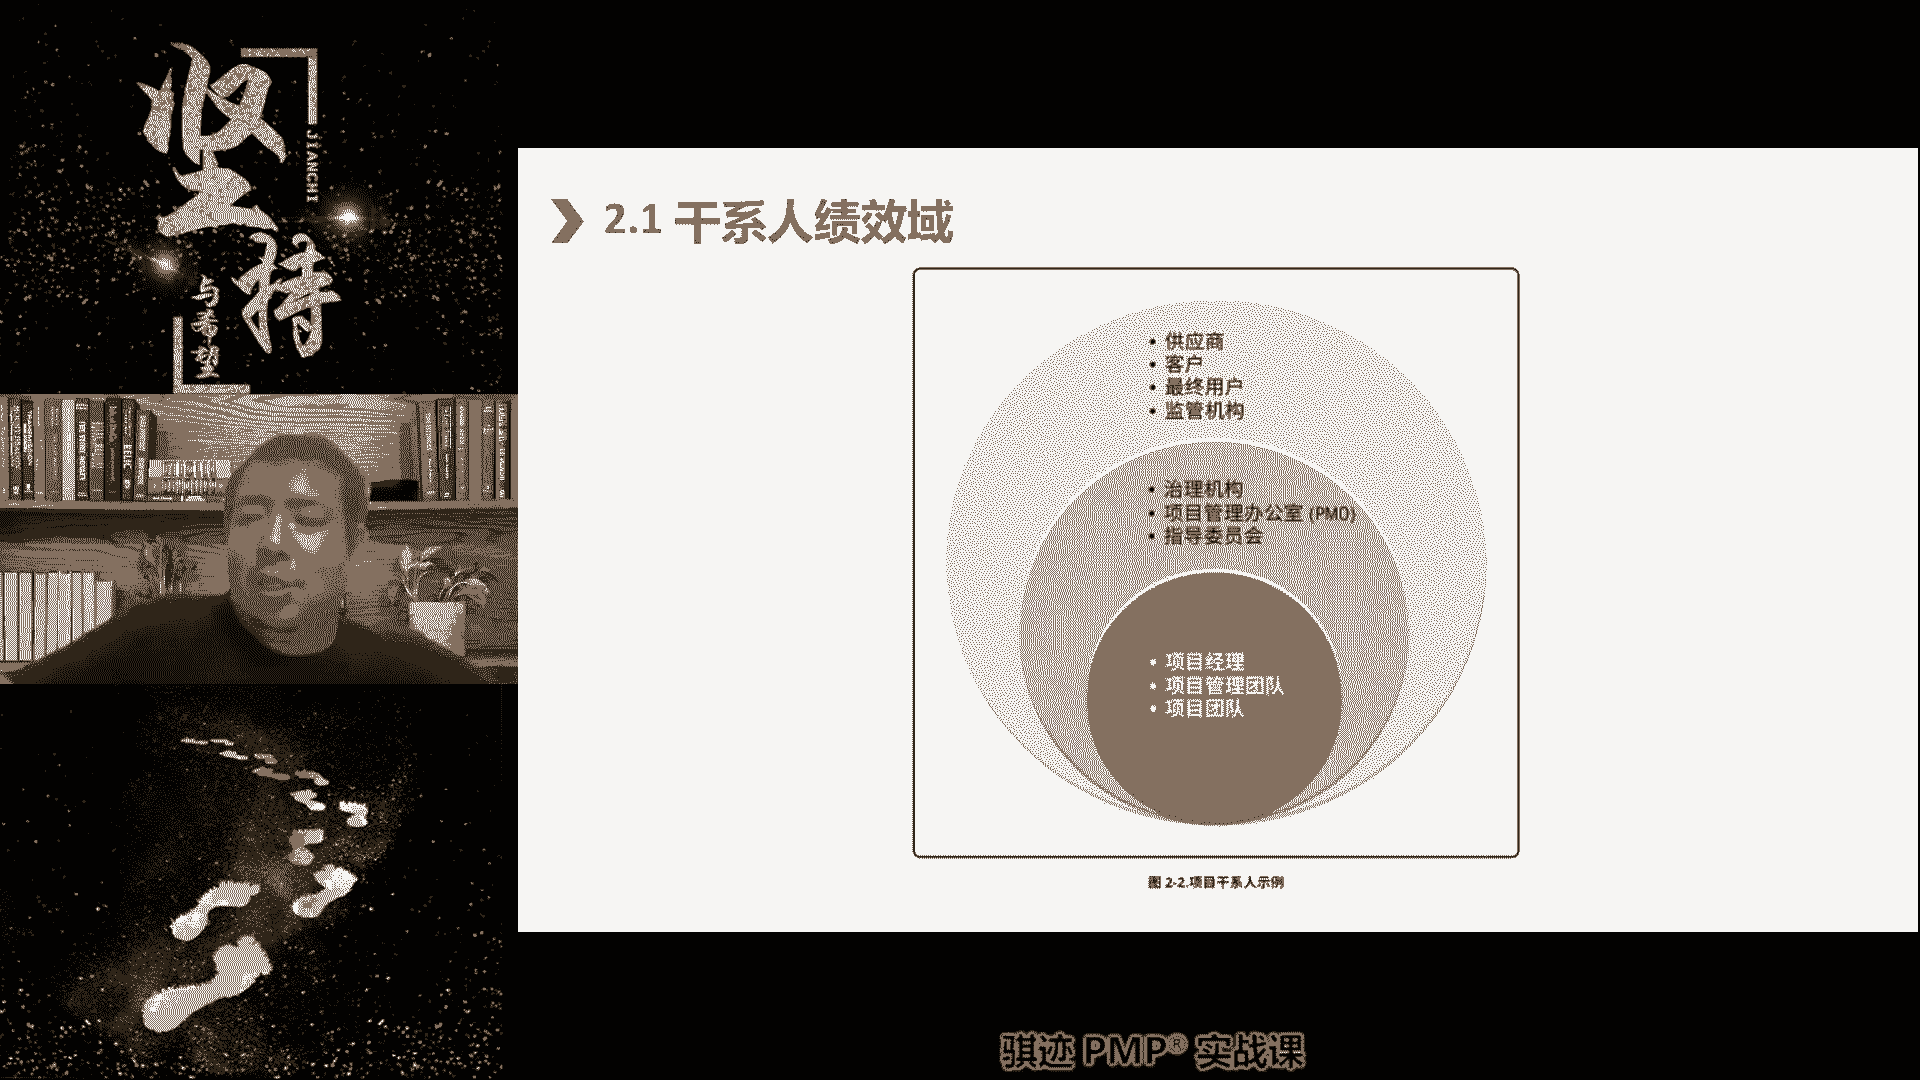 坚持
JIANCHI
与希望
2.1 干系人绩效域
• 供应商
• 客户
• 最终用户
• 监管机构
• 治理机构
• 项目管理办公室 (PMO)
• 指导委员会
• 项目经理
• 项目管理团队
• 项目团队
图 2-2.项目干系人示例
骐迹 PMP® 实战课